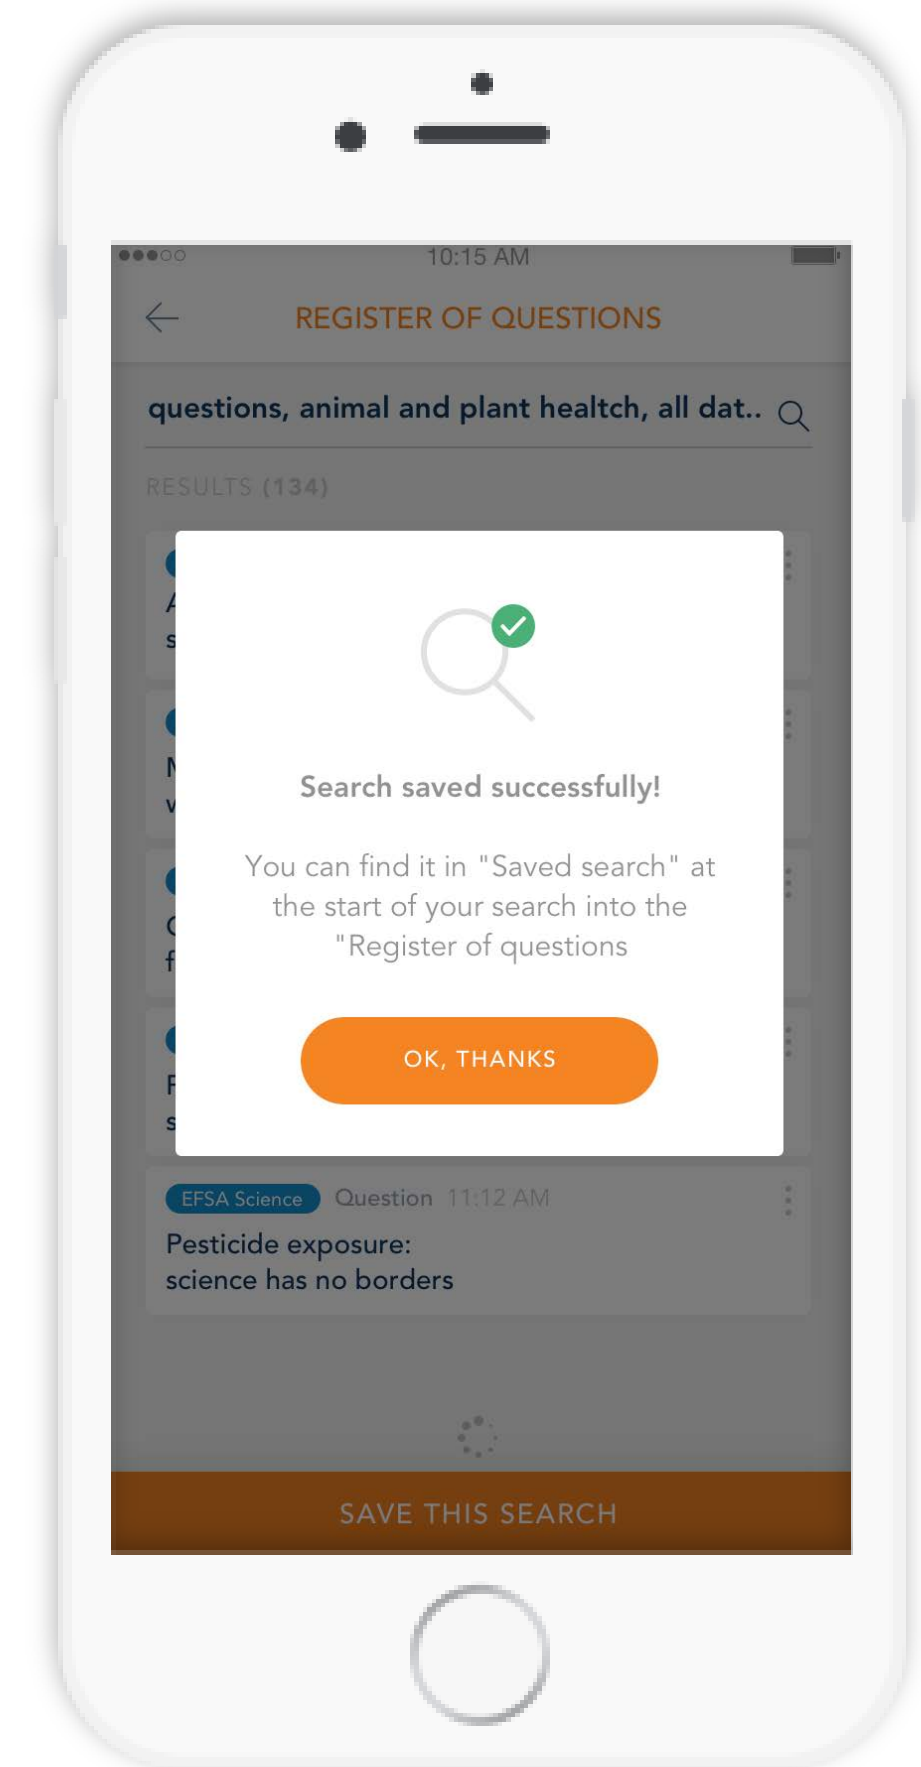 10:15 AM
REGISTER OF QUESTIONS
questions, animal and plant healtch, all dat..
RESULTS (134)
Search saved successfully!
You can find it in "Saved search" at
the start of your search into the
"Register of questions
OK, THANKS
EFSA Science Question 11:12 AM
Pesticide exposure:
science has no borders
SAVE THIS SEARCH